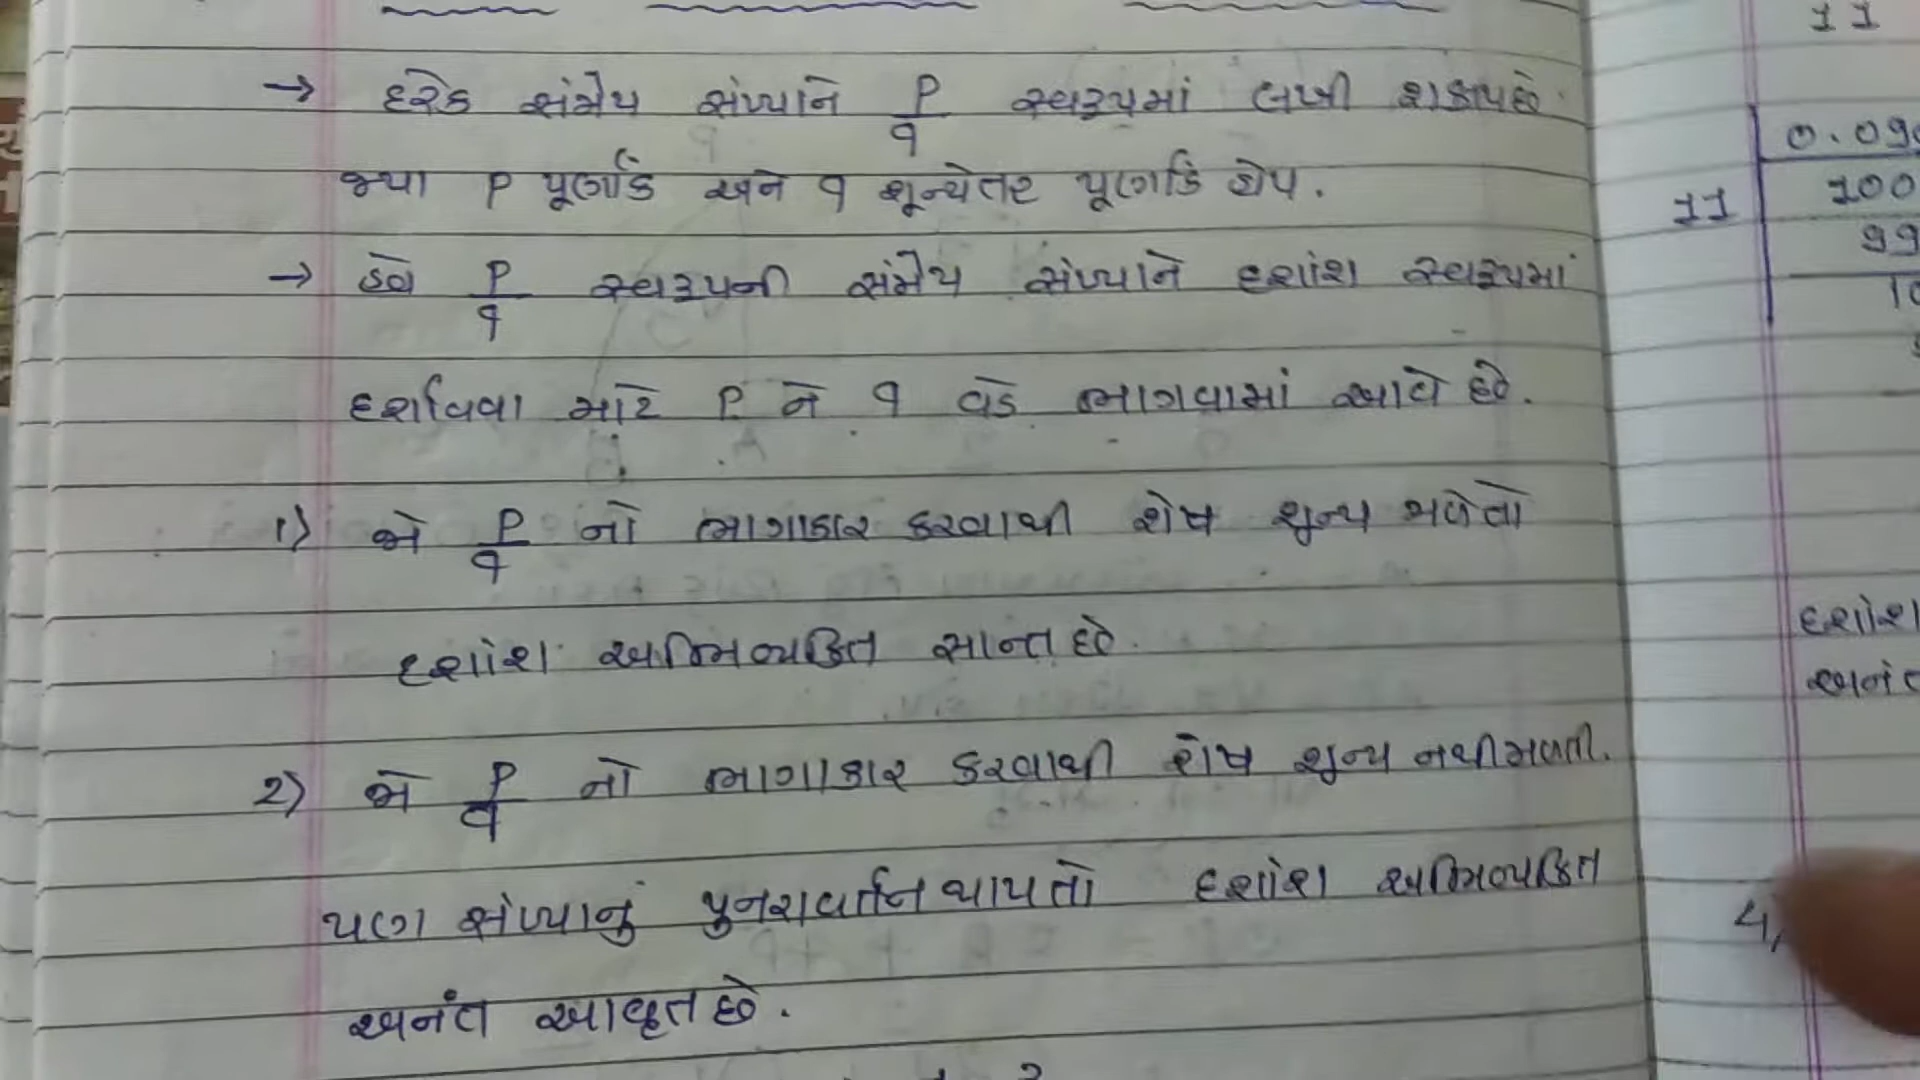 → દરેક સંમેય સંખ્યાને P/q સ્વરૂપમાં લખી શકાય છે.
જ્યા P પૂર્ણાંક અને q શૂન્યેતર પૂર્ણાંક હોય.
→ હવે P/q સ્વરૂપની સંમેય સંખ્યાને દશાંશ સ્વરૂપમાં
દર્શાવવા માટે P ને q વડે ભાગવામાં આવે છે.
1) જો P/q નો ભાગાકાર કરવાથી શેષ શૂન્ય મળે તો
દશાંશ અભિવ્યક્તિ સાન્ત છે.
2) જો P/q નો ભાગાકાર કરવાથી શેષ શૂન્ય નથી મળતી.
પણ સંખ્યાનું પુનરાવર્તન થાય તો દશાંશ અભિવ્યક્તિ
અનંત આવૃત છે.
11
0.09
11
100
99
10
દશાંશ